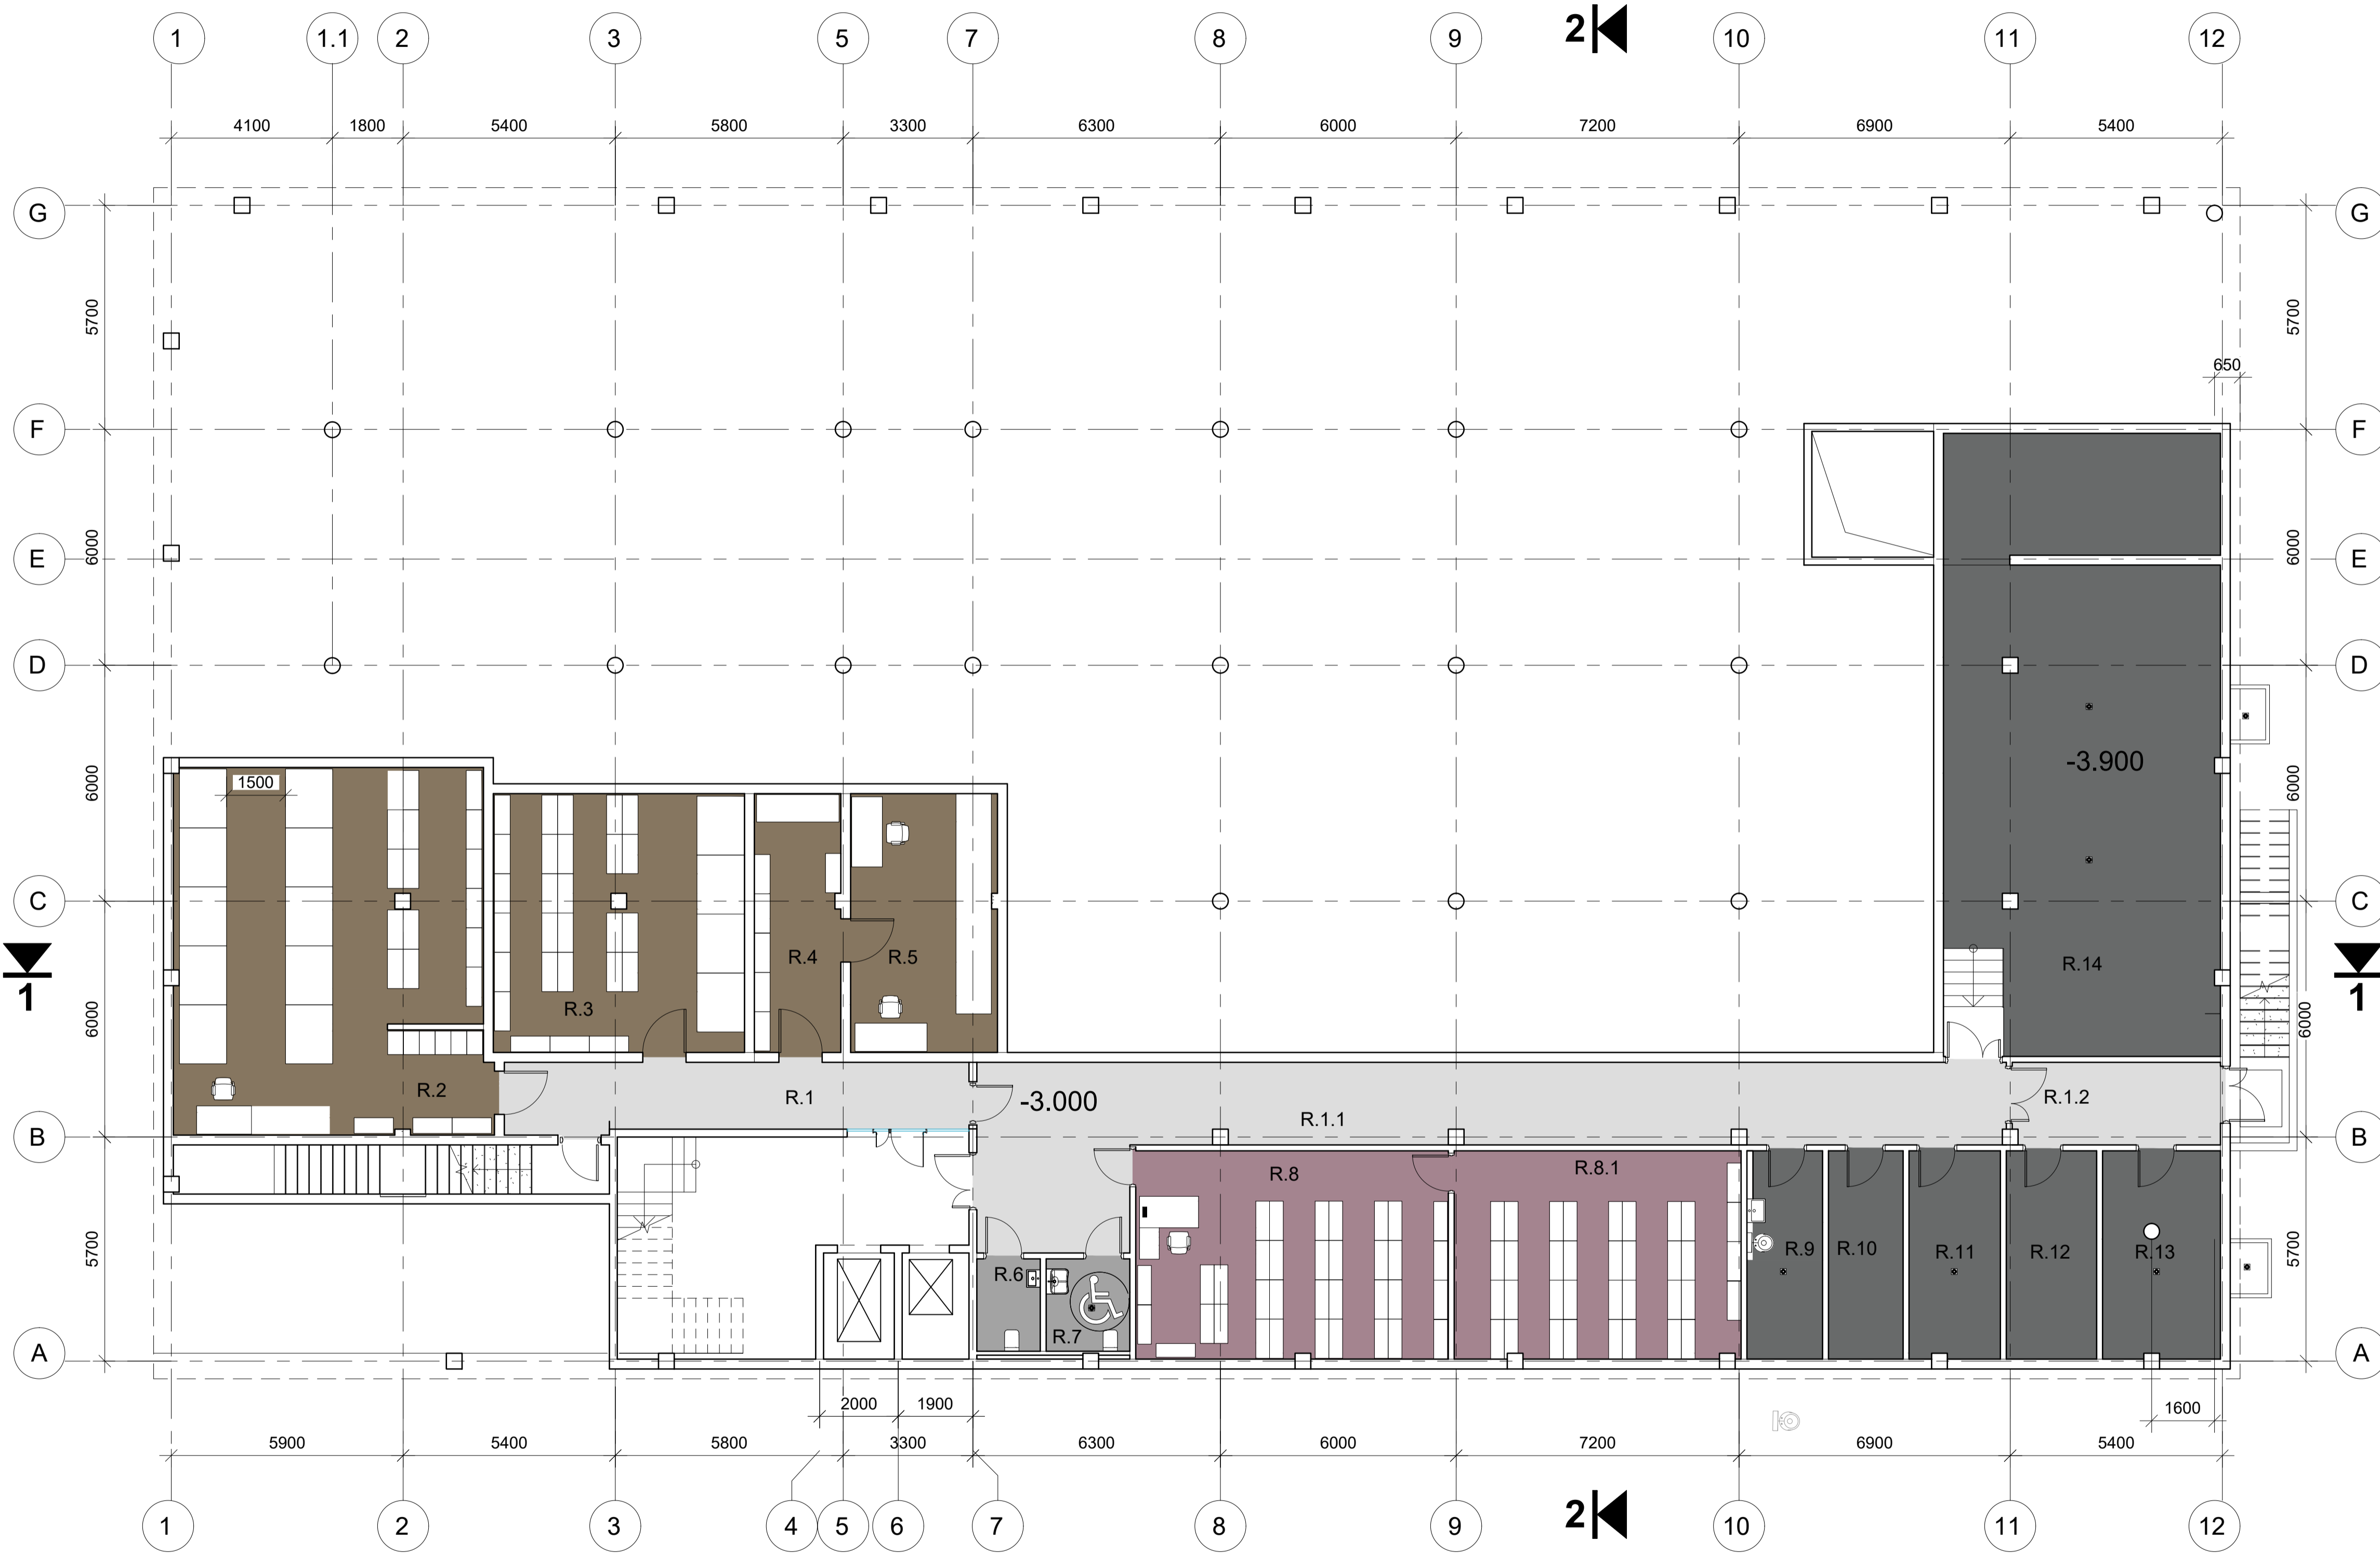 1 1.1 2 3 5 7 8 9 2 10 11 12
4100 1800 5400 5800 3300 6300 6000 7200 6900 5400
G G
5700 5700
650
F F
6000 6000
E E
D D
-3.900
6000 1500 6000
C C
R.4 R.5 R.14
1 1
R.3
6000 6000
R.2 R.1 -3.000 R.1.1 R.1.2
B B
R.8 R.8.1
5700 R.6 R.9 R.10 R.11 R.12 R.13 5700
R.7
A A
2000 1900 1600
5900 5400 5800 3300 6300 6000 7200 6900 5400
1 2 3 4 5 6 7 8 9 2 10 11 12